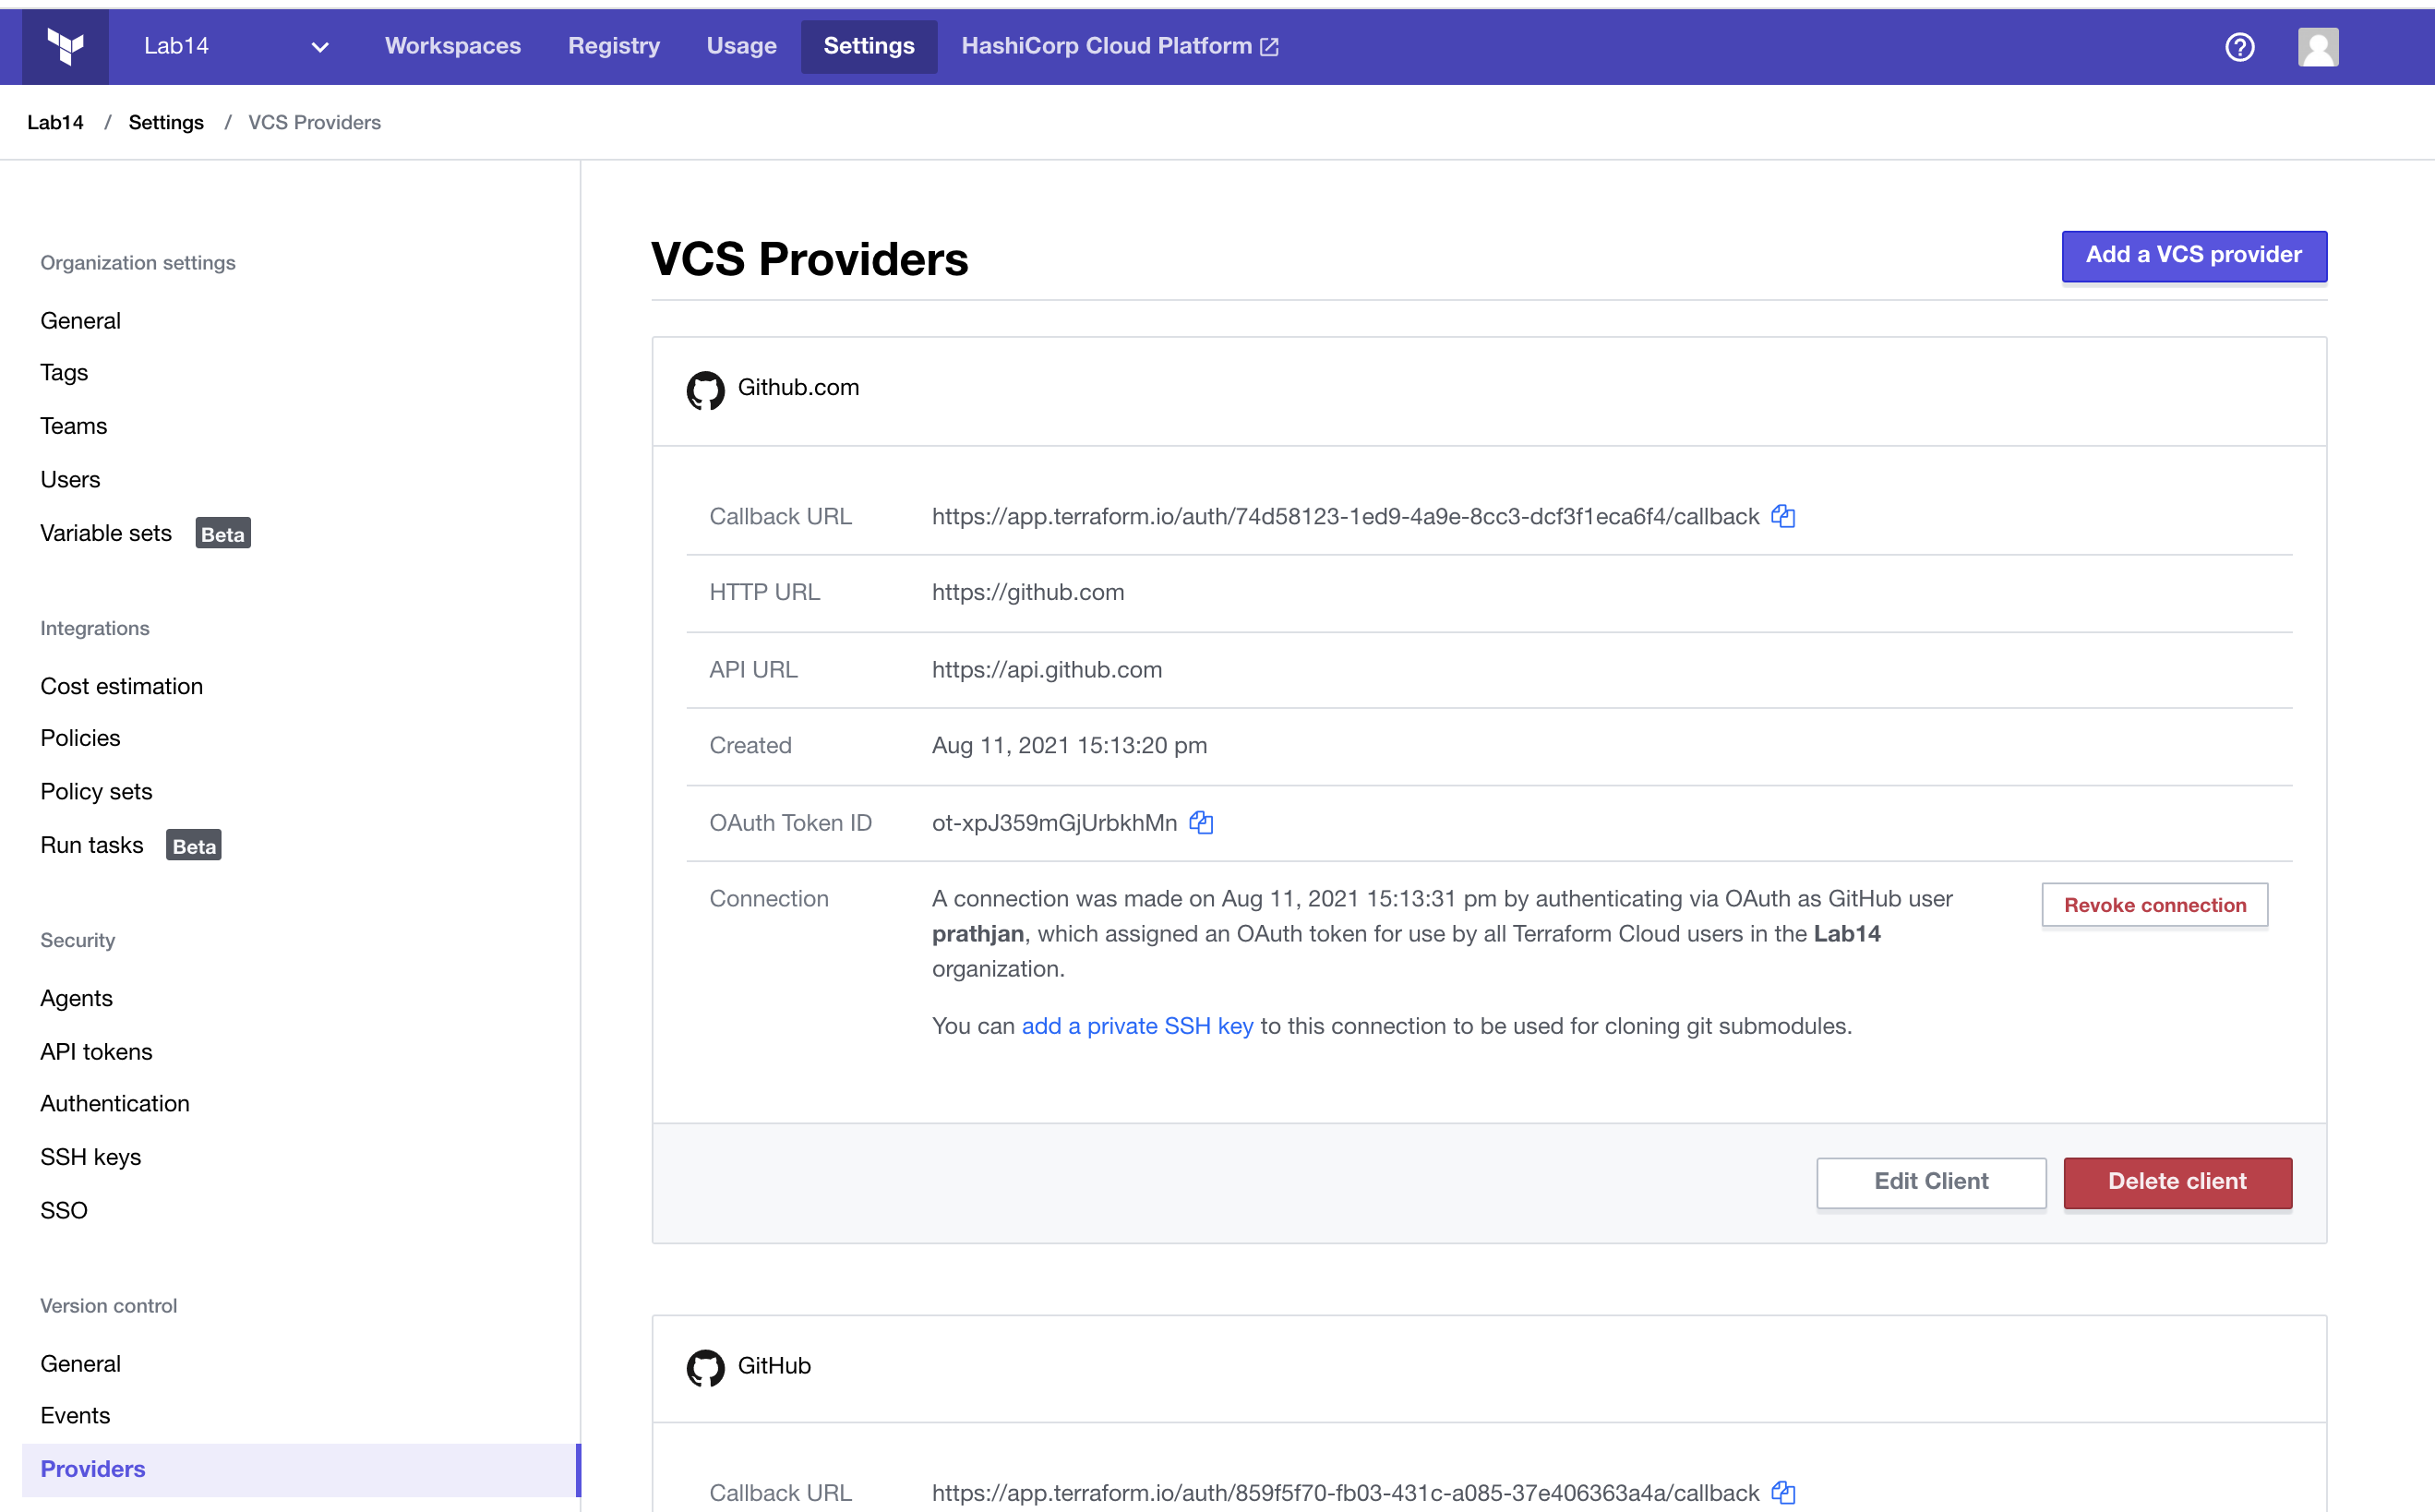 Lab14
Workspaces
Registry
Usage
Settings
HashiCorp Cloud Platform
Lab14 / Settings / VCS Providers
Organization settings
General
Tags
Teams
Users
Variable sets Beta
Integrations
Cost estimation
Policies
Policy sets
Run tasks Beta
Security
Agents
API tokens
Authentication
SSH keys
SSO
Version control
General
Events
Providers
VCS Providers
Add a VCS provider
Github.com
Callback URL https://app.terraform.io/auth/74d58123-1ed9-4a9e-8cc3-dcf3f1eca6f4/callback
HTTP URL https://github.com
API URL https://api.github.com
Created Aug 11, 2021 15:13:20 pm
OAuth Token ID ot-xpJ359mGjUrbkhMn
Connection A connection was made on Aug 11, 2021 15:13:31 pm by authenticating via OAuth as GitHub user
prathjan, which assigned an OAuth token for use by all Terraform Cloud users in the Lab14
organization.
Revoke connection
You can add a private SSH key to this connection to be used for cloning git submodules.
Edit Client
Delete client
GitHub
Callback URL https://app.terraform.io/auth/859f5f70-fb03-431c-a085-37e406363a4a/callback